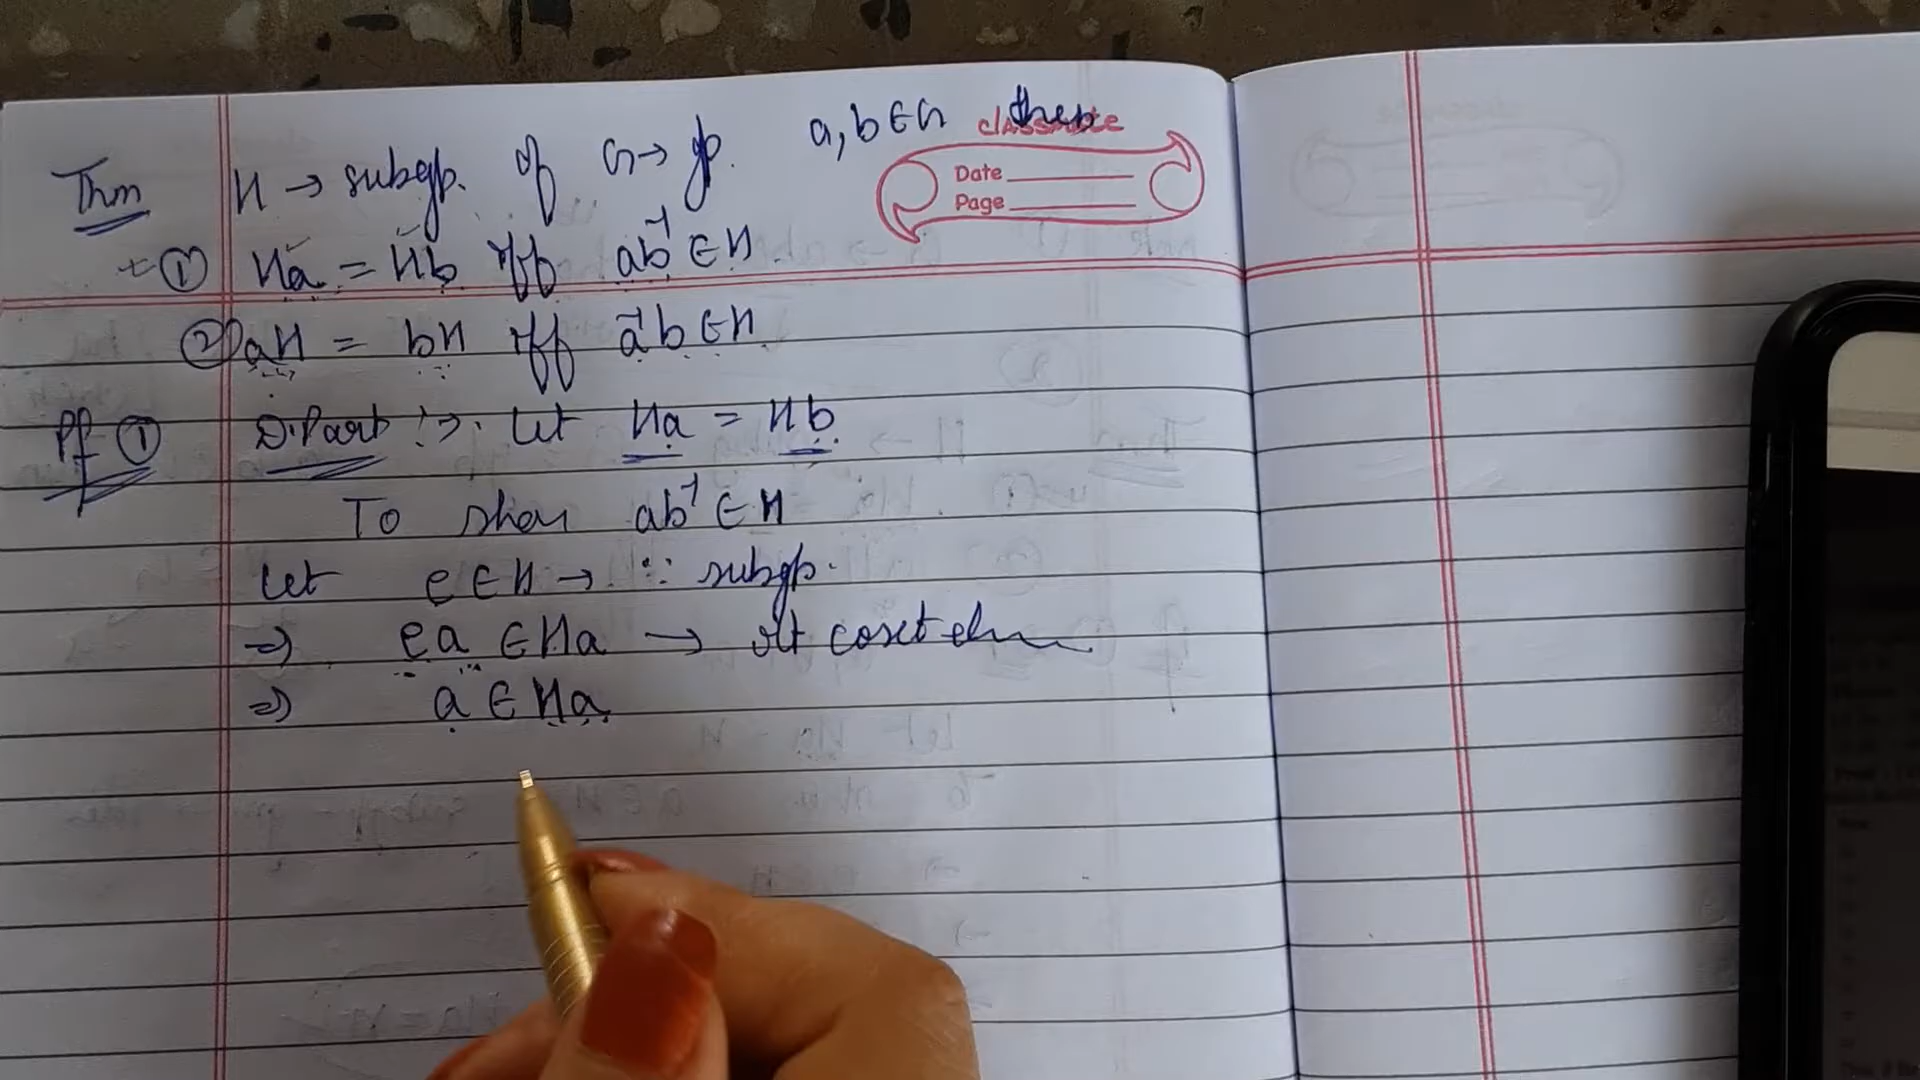 Thm H → subgp. of G → gp. a, b ∈ G then
classmate
Date
Page
① Ha = Hb iff ab⁻¹ ∈ H
② aH = bH iff a⁻¹b ∈ H
Pf ① D.Part :⇒. Let Ha = Hb
To show ab⁻¹ ∈ H
Let e ∈ H → ∵ subgp.
⇒ ea ∈ Ha → rt coset
⇒ a ∈ Ha